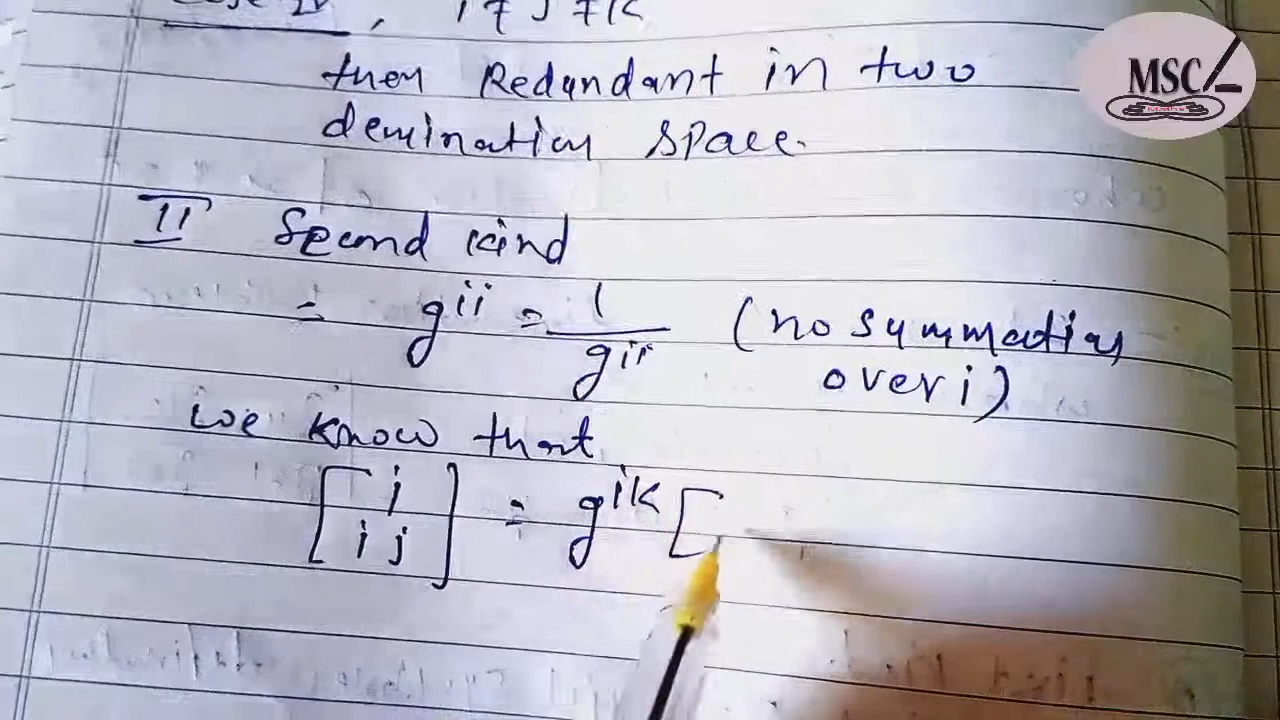 , i ≠ j ≠ k
then Redundant in two
demination space.
II Second kind
= g^{ii} = 1/g^{ii} (no summation
over i)
we know that
[i
i j] = g^{ik} [
MSC
Maths